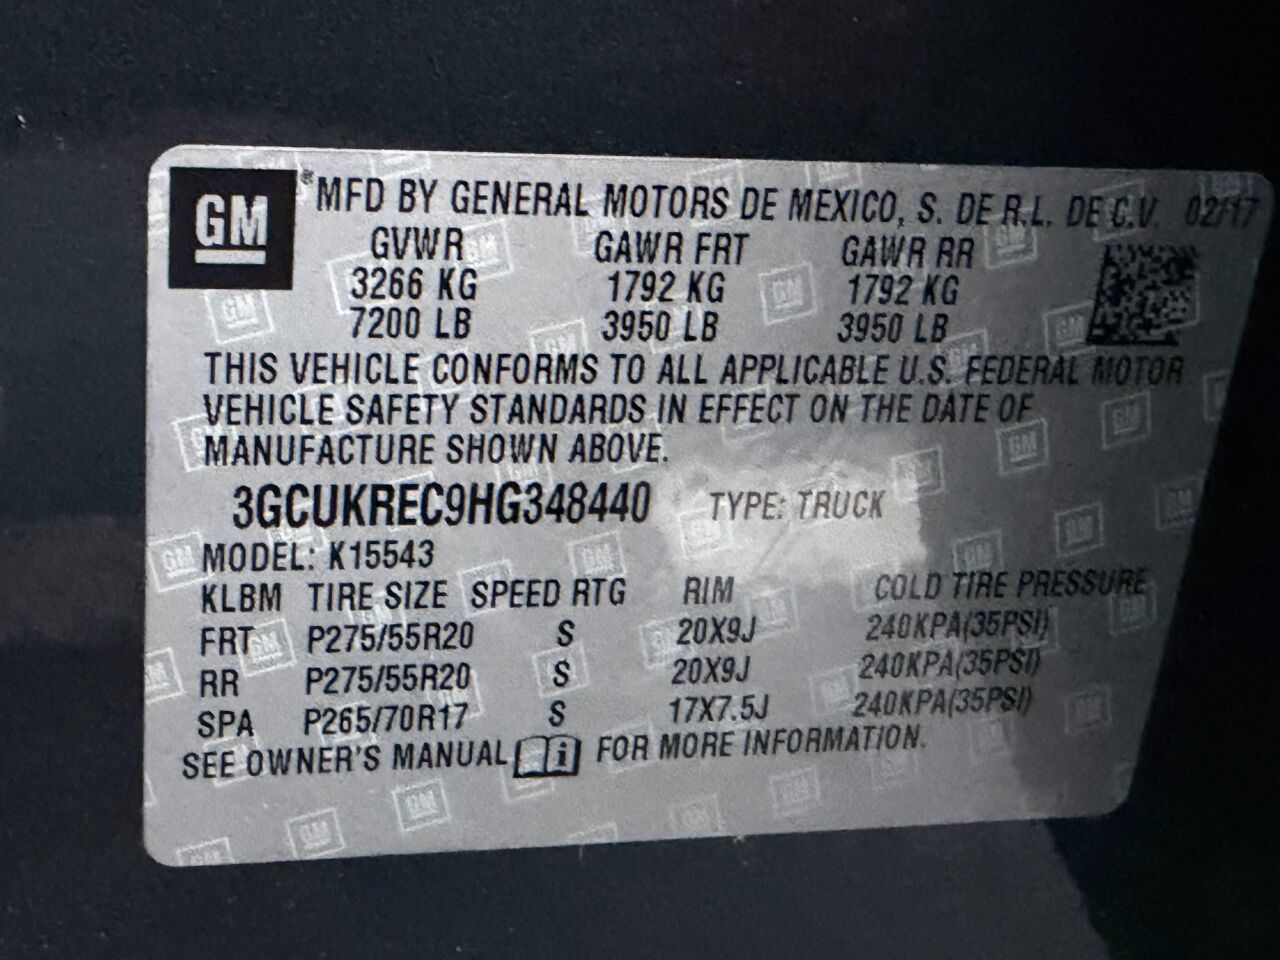 GM ® MFD BY GENERAL MOTORS DE MEXICO, S. DE R.L. DE C.V. 02/17
GVWR GAWR FRT GAWR RR
3266 KG 1792 KG 1792 KG
7200 LB 3950 LB 3950 LB
THIS VEHICLE CONFORMS TO ALL APPLICABLE U.S. FEDERAL MOTOR
VEHICLE SAFETY STANDARDS IN EFFECT ON THE DATE OF
MANUFACTURE SHOWN ABOVE.
3GCUKREC9HG348440 TYPE: TRUCK
MODEL: K15543
KLBM TIRE SIZE SPEED RTG RIM COLD TIRE PRESSURE
FRT P275/55R20 S 20X9J 240KPA(35PSI)
RR P275/55R20 S 20X9J 240KPA(35PSI)
SPA P265/70R17 S 17X7.5J 240KPA(35PSI)
SEE OWNER'S MANUAL i FOR MORE INFORMATION.